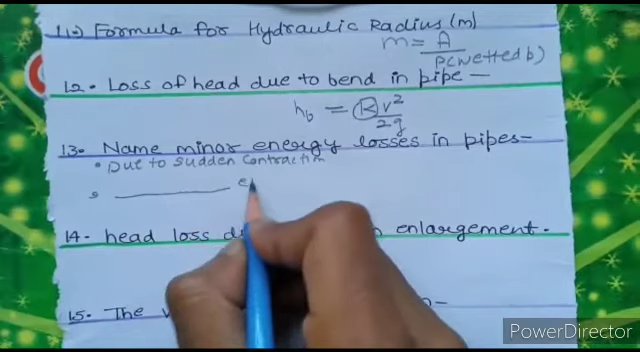 11.) Formula for Hydraulic Radius (m)
m = A
P(wetted p)
12. Loss of head due to bend in pipe —
h_b = K v²
2g
13. Name minor energy losses in pipes-
• Due to sudden contraction
• ———— e
14. head loss enlargement.
15. The
PowerDirector